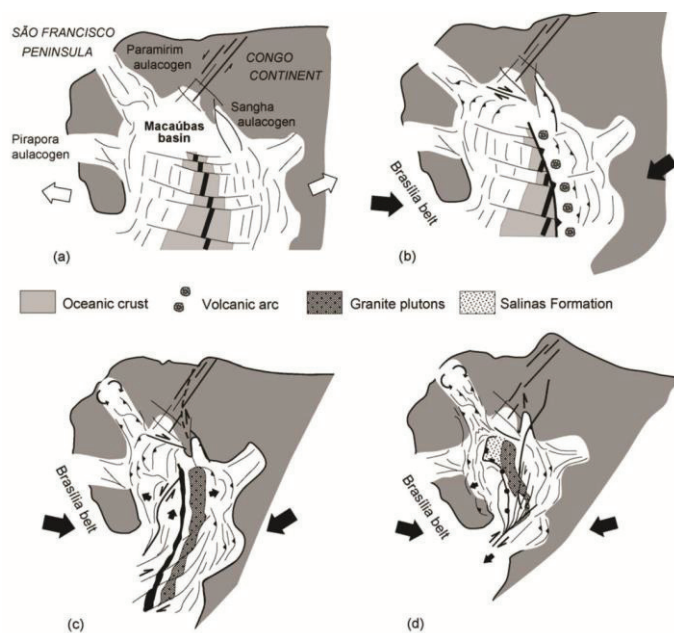 SÃO FRANCISCO
PENINSULA
Paramirim
aulacogen
CONGO
CONTINENT
Sangha
aulacogen
Pirapora
aulacogen
Macaúbas
basin
(a)
Brasília belt
(b)
Oceanic crust
Volcanic arc
Granite plutons
Salinas Formation
Brasília belt
(c)
Brasília belt
(d)